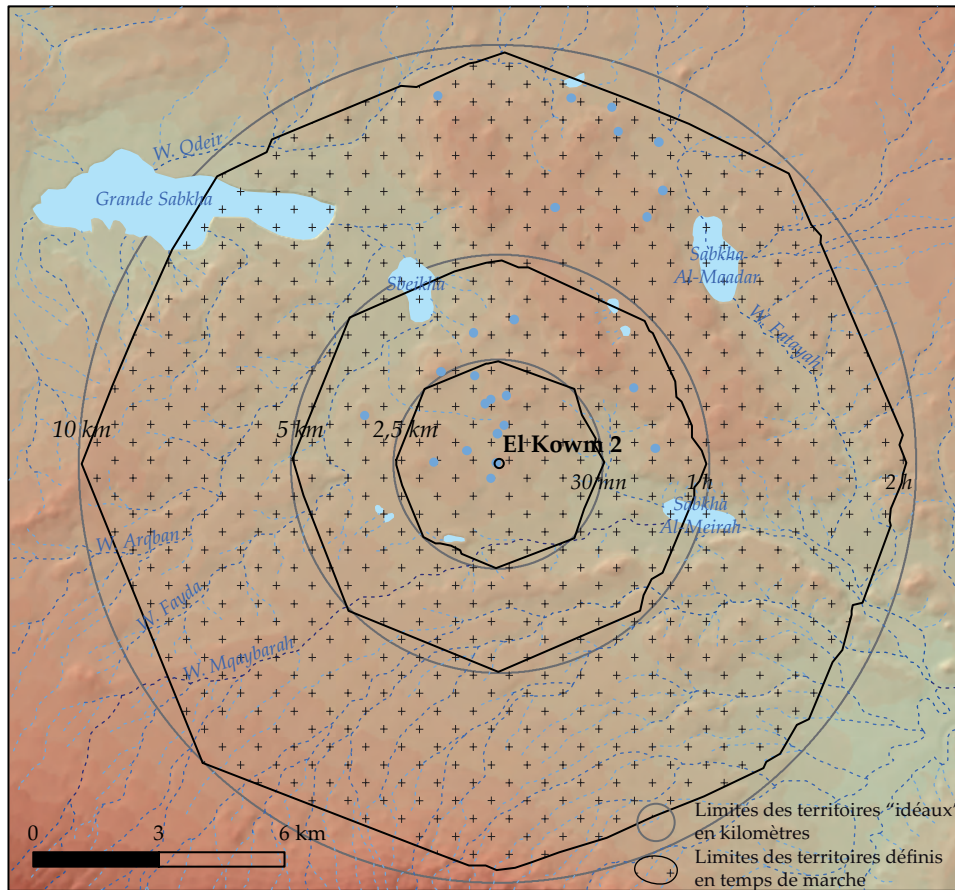 W. Qdeir
Grande Sabkha
Sbeikha
Sabkha
Al-Maadar
W. Fatayah
10 km
5 km
2,5 km
El Kowm 2
30 mn
1 h
2 h
Sabkha
Al-Meirah
W. Arqban
W. Fayda
W. Mqaybarah
0
3
6 km
Limites des territoires "idéaux"
en kilomètres
Limites des territoires définis
en temps de marche